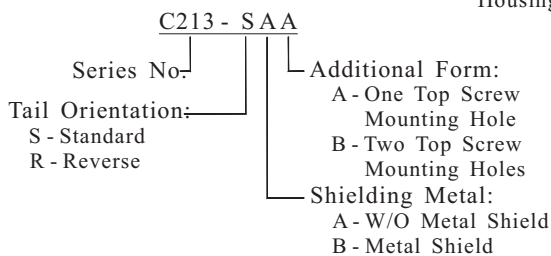 Housing
C213 - S A A
Series No.
Additional Form:
A - One Top Screw
Mounting Hole
B - Two Top Screw
Mounting Holes
Tail Orientation:
S - Standard
R - Reverse
Shielding Metal:
A - W/O Metal Shield
B - Metal Shield